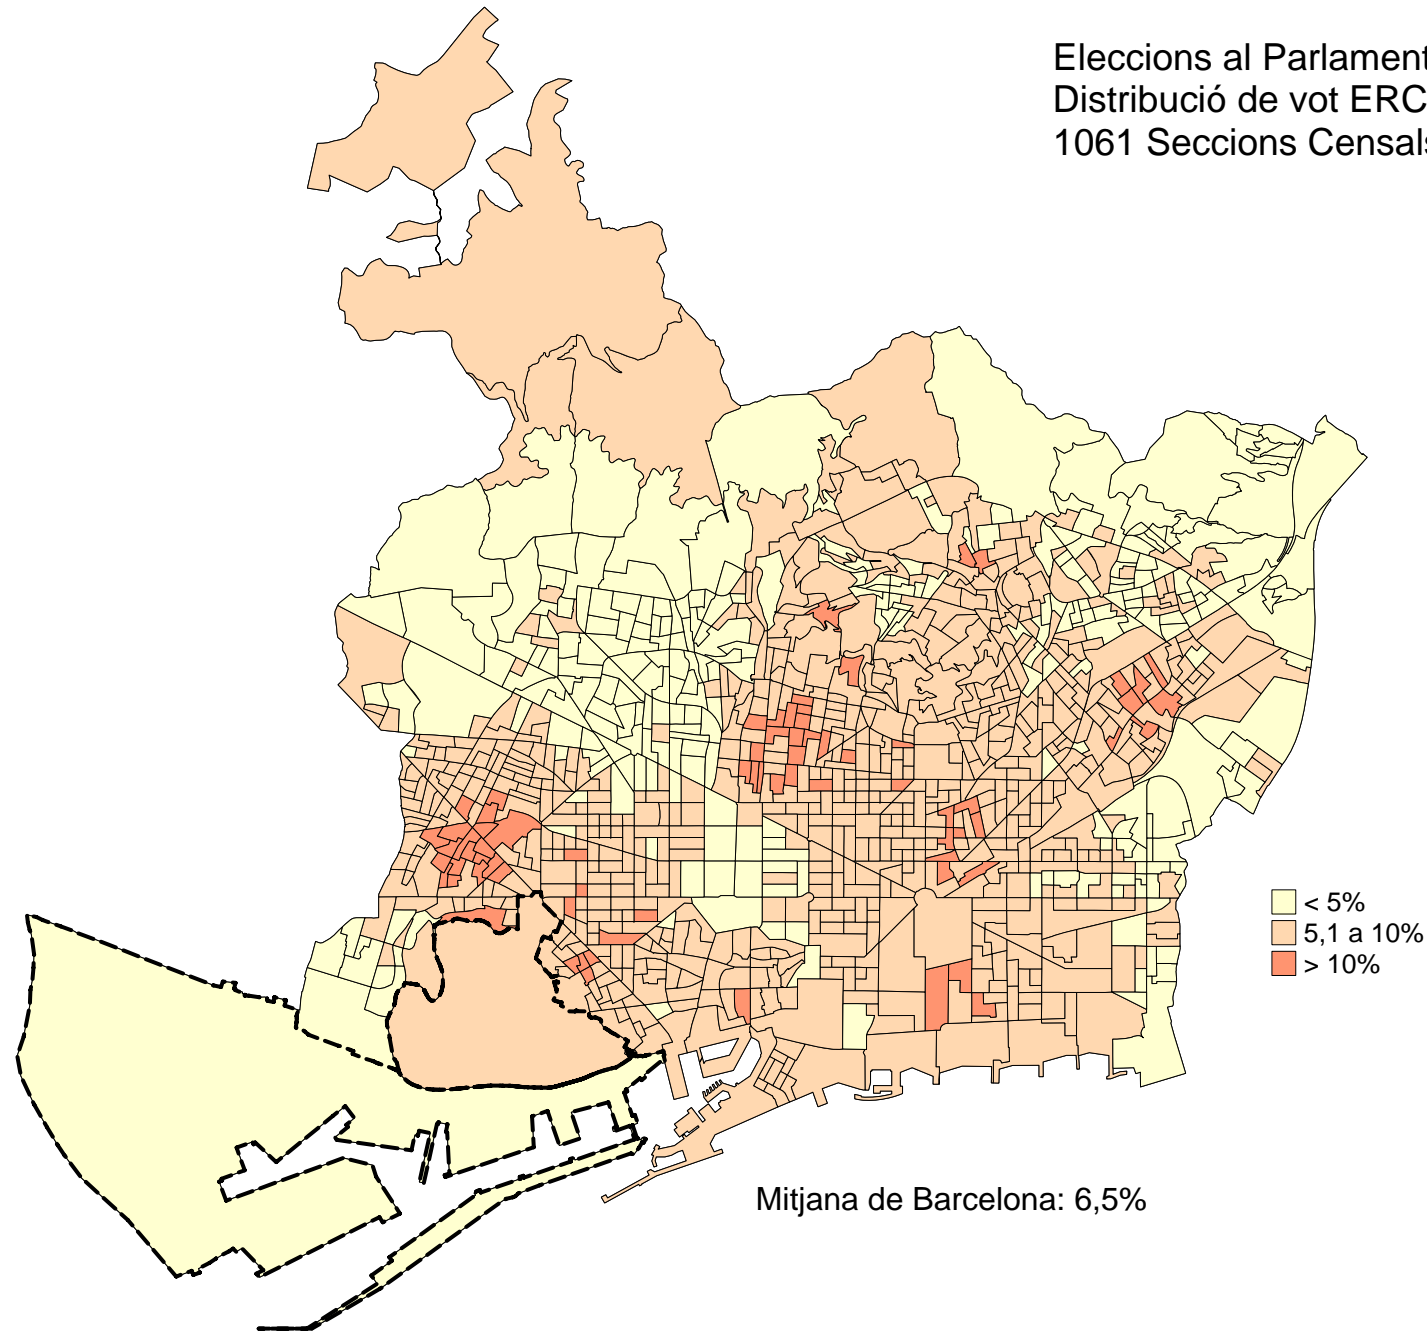 Eleccions al Parlament
Distribució de vot ERC
1061 Seccions Censals
< 5%
5,1 a 10%
> 10%
Mitjana de Barcelona: 6,5%